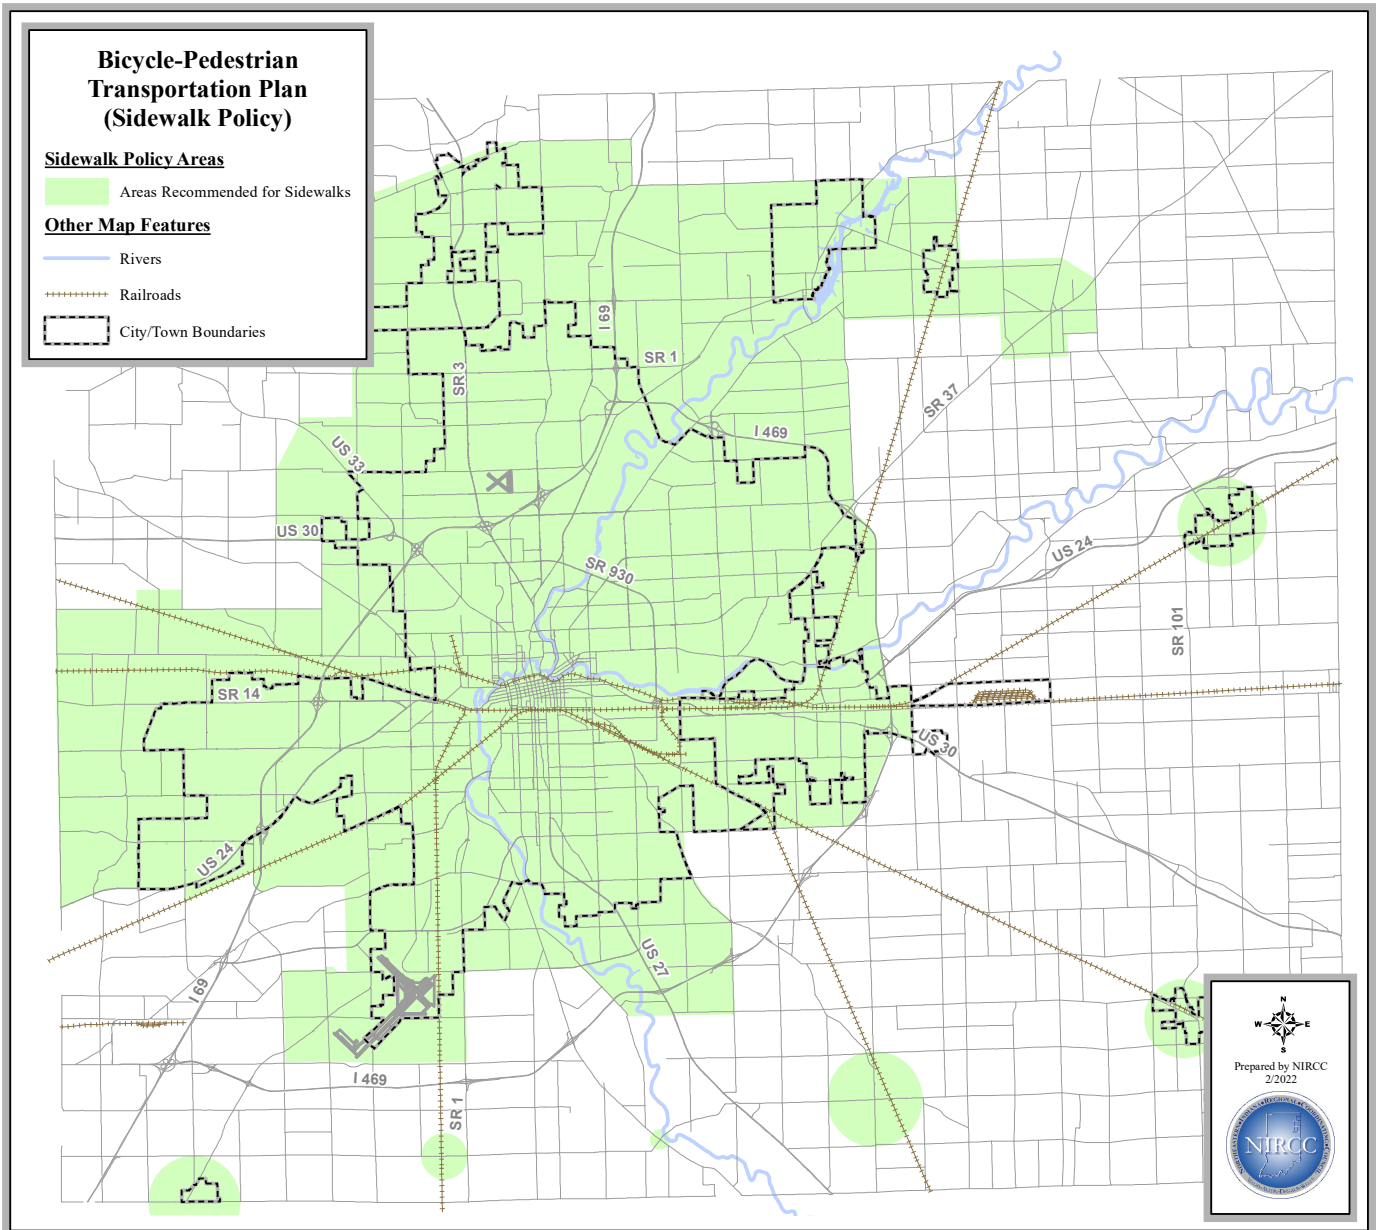 Bicycle-Pedestrian
Transportation Plan
(Sidewalk Policy)
Sidewalk Policy Areas
Areas Recommended for Sidewalks
Other Map Features
Rivers
Railroads
City/Town Boundaries
I 69
SR 1
SR 3
SR 37
I 469
US 33
US 30
US 24
SR 930
SR 101
SR 14
US 30
US 24
US 27
I 69
I 469
SR 1
N
W E
S
Prepared by NIRCC
2/2022
NIRCC